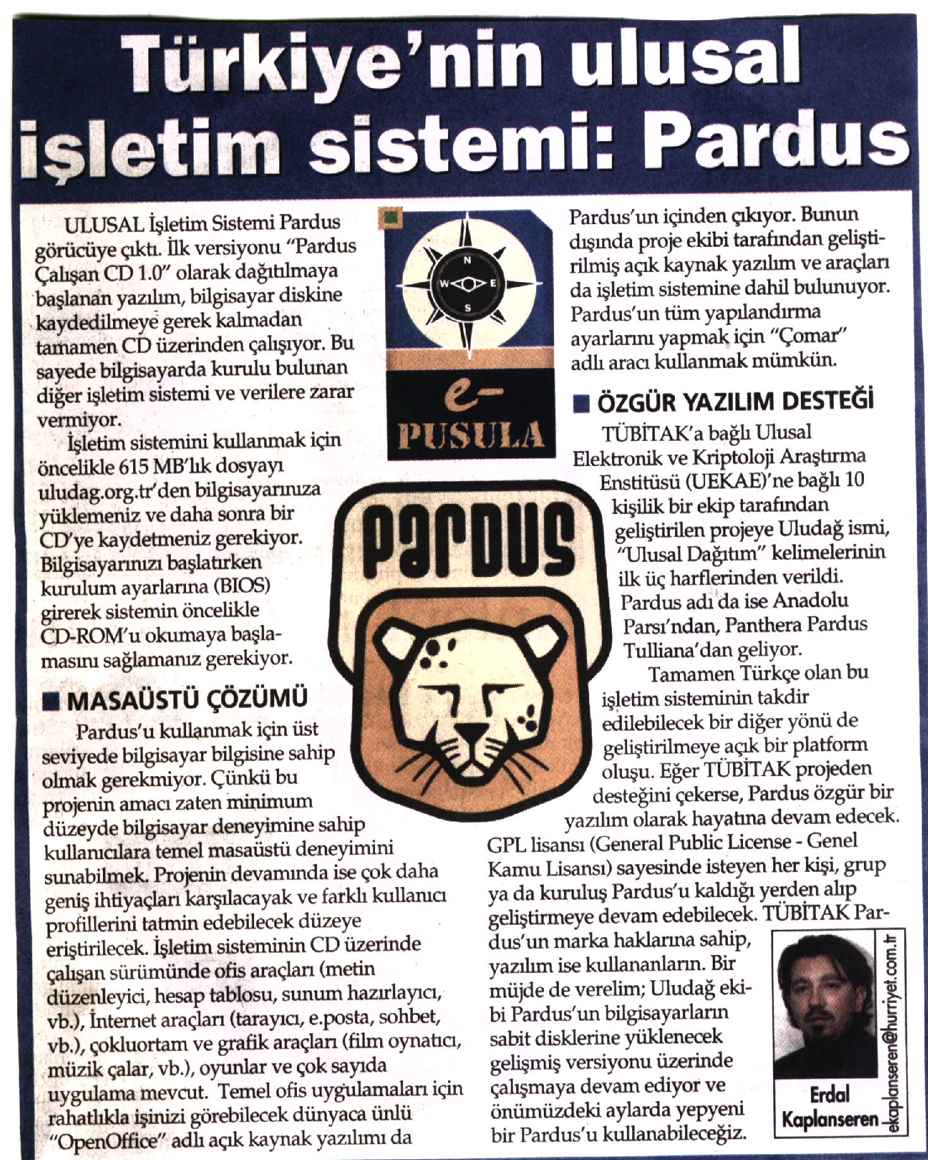 Türkiye'nin ulusal
işletim sistemi: Pardus
ULUSAL İşletim Sistemi Pardus
görücüye çıktı. İlk versiyonu “Pardus
Çalışan CD 1.0” olarak dağıtılmaya
başlanan yazılım, bilgisayar diskine
kaydedilmeye gerek kalmadan
tamamen CD üzerinden çalışıyor. Bu
sayede bilgisayarda kurulu bulunan
diğer işletim sistemi ve verilere zarar
vermiyor.
İşletim sistemini kullanmak için
öncelikle 615 MB'lık dosyayı
uludag.org.tr'den bilgisayarınıza
yüklemeniz ve daha sonra bir
CD'ye kaydetmeniz gerekiyor.
Bilgisayarınızı başlatırken
kurulum ayarlarına (BIOS)
girerek sistemin öncelikle
CD-ROM'u okumaya başla-
masını sağlamanız gerekiyor.
MASAÜSTÜ ÇÖZÜMÜ
Pardus'u kullanmak için üst
seviyede bilgisayar bilgisine sahip
olmak gerekmiyor. Çünkü bu
projenin amacı zaten minimum
düzeyde bilgisayar deneyimine sahip
kullanıcılara temel masaüstü deneyimini
sunabilmek. Projenin devamında ise çok daha
geniş ihtiyaçları karşılayacak ve farklı kullanıcı
profillerini tatmin edebilecek düzeye
eriştirilecek. İşletim sisteminin CD üzerinde
çalışan sürümünde ofis araçları (metin
düzenleyici, hesap tablosu, sunum hazırlayıcı,
vb.), İnternet araçları (tarayıcı, e.posta, sohbet,
vb.), çokluortam ve grafik araçları (film oynatıcı,
müzik çalar, vb.), oyunlar ve çok sayıda
uygulama mevcut. Temel ofis uygulamaları için
rahatlıkla işinizi görebilecek dünyaca ünlü
“OpenOffice” adlı açık kaynak yazılımı da
N
W E
S
e-
PUSULA
Pardus
Pardus'un içinden çıkıyor. Bunun
dışında proje ekibi tarafından gelişti-
rilmiş açık kaynak yazılım ve araçları
da işletim sistemine dahil bulunuyor.
Pardus'un tüm yapılandırma
ayarlarını yapmak için “Çomar”
adlı aracı kullanmak mümkün.
ÖZGÜR YAZILIM DESTEĞİ
TÜBİTAK'a bağlı Ulusal
Elektronik ve Kriptoloji Araştırma
Enstitüsü (UEKAE)'ne bağlı 10
kişilik bir ekip tarafından
geliştirilen projeye Uludağ ismi,
“Ulusal Dağıtım” kelimelerinin
ilk üç harflerinden verildi.
Pardus adı da ise Anadolu
Parsı'ndan, Panthera Pardus
Tulliana'dan geliyor.
Tamamen Türkçe olan bu
işletim sisteminin takdir
edilebilecek bir diğer yönü de
geliştirilmeye açık bir platform
oluşu. Eğer TÜBİTAK projeden
desteğini çekerse, Pardus özgür bir
yazılım olarak hayatına devam edecek.
GPL lisansı (General Public License - Genel
Kamu Lisansı) sayesinde isteyen her kişi, grup
ya da kuruluş Pardus'u kaldığı yerden alıp
geliştirmeye devam edebilecek. TÜBİTAK Par-
dus'un marka haklarına sahip,
yazılım ise kullananların. Bir
müjde de verelim; Uludağ eki-
bi Pardus'un bilgisayarların
sabit disklerine yüklenecek
gelişmiş versiyonu üzerinde
çalışmaya devam ediyor ve
önümüzdeki aylarda yepyeni
bir Pardus'u kullanabileceğiz.
Erdal
Kaplanseren
ekaplanseren@hurriyet.com.tr